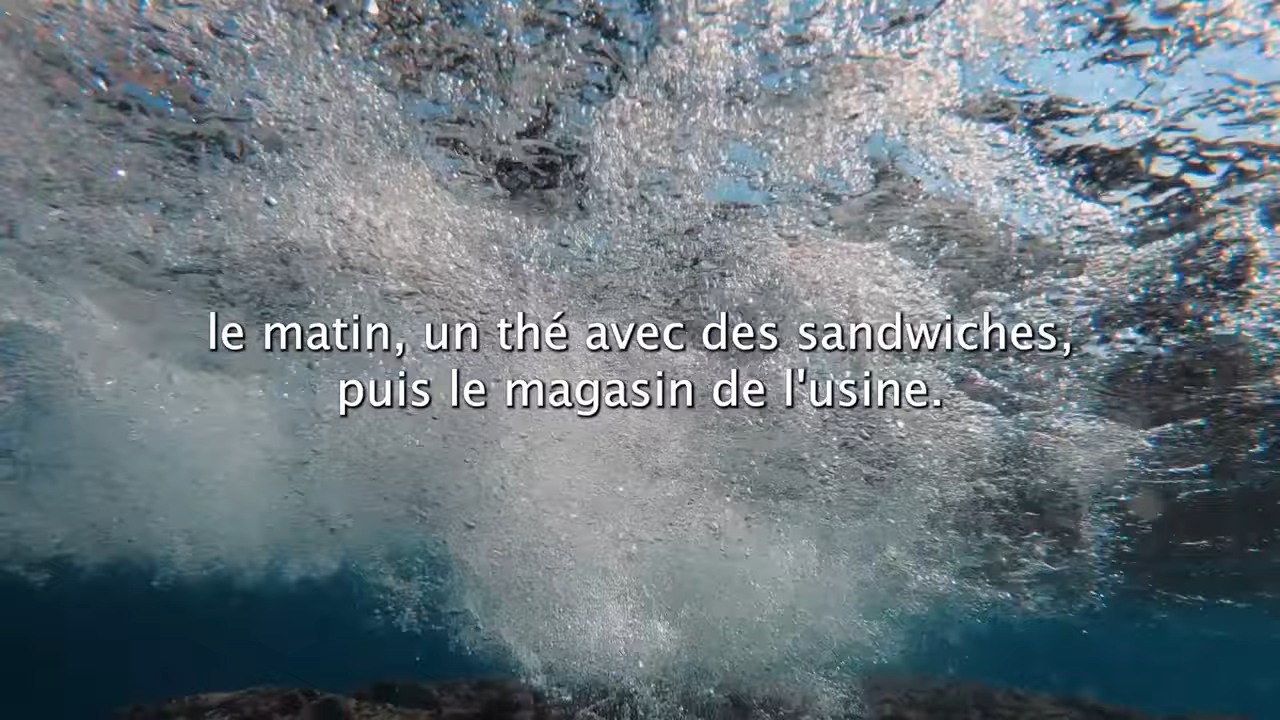 le matin, un thé avec des sandwiches,
puis le magasin de l'usine.